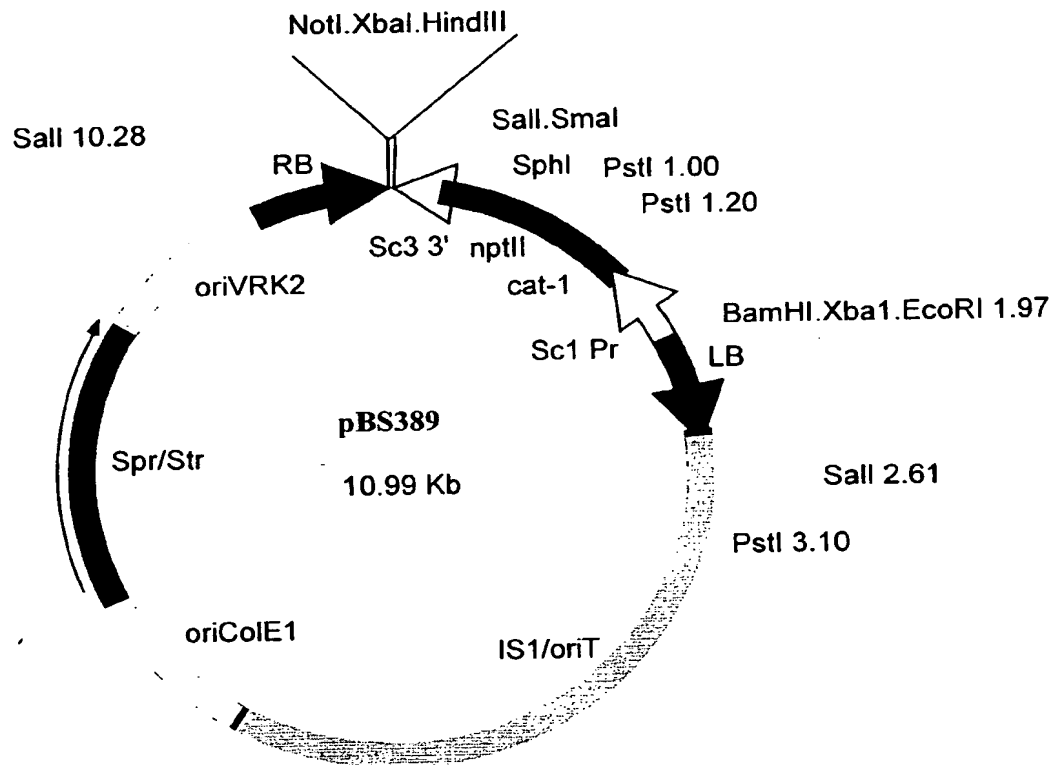 NotI.XbaI.HindIII
SalI 10.28
SalI.SmaI
RB
SphI
PstI 1.00
PstI 1.20
Sc3 3'
nptII
oriVRK2
cat-1
BamHI.Xba1.EcoRI 1.97
Sc1 Pr
LB
pBS389
Spr/Str
10.99 Kb
SalI 2.61
PstI 3.10
oriColE1
IS1/oriT